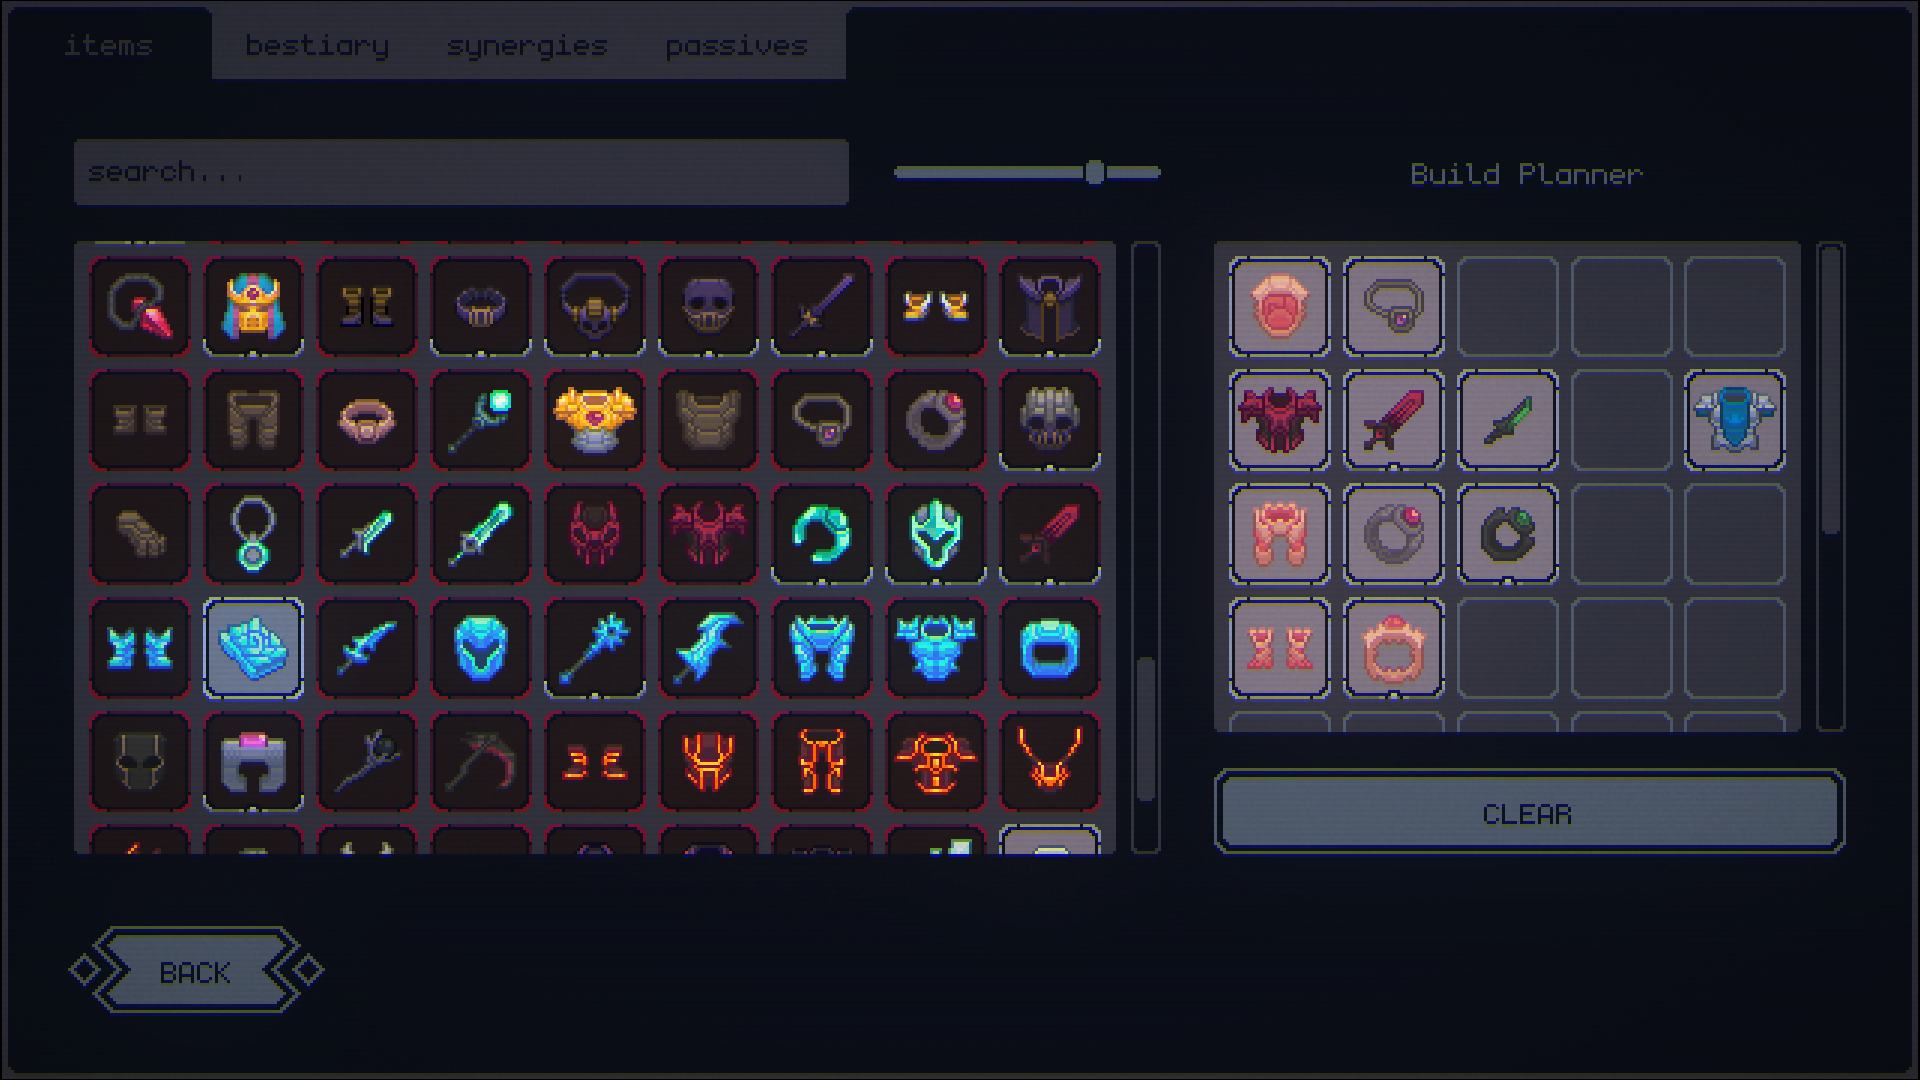 items bestiary synergies passives
search...
Build Planner
CLEAR
BACK